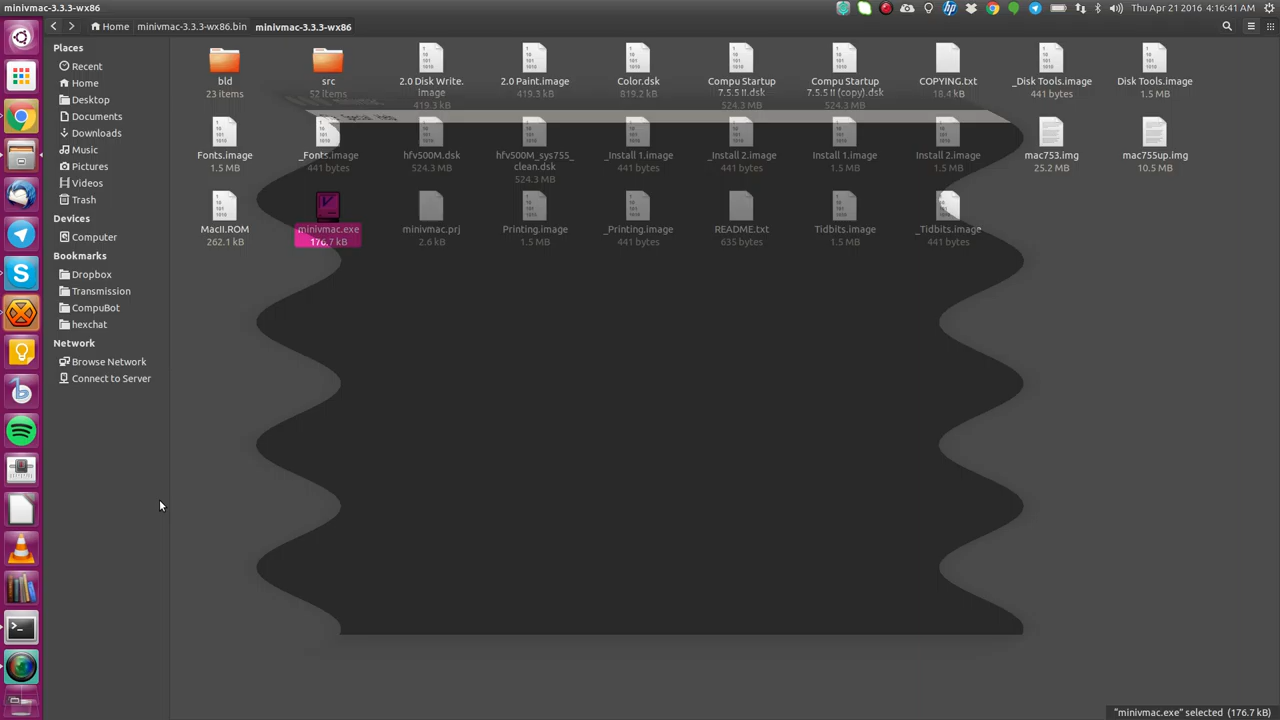 minivmac-3.3.3-wx86
Thu Apr 21 2016 4:16:41 AM
Home
minivmac-3.3.3-wx86.bin
minivmac-3.3.3-wx86
Places
Recent
Home
Desktop
Documents
Downloads
Music
Pictures
Videos
Trash
Devices
Computer
Bookmarks
Dropbox
Transmission
CompuBot
hexchat
Network
Browse Network
Connect to Server
bld
23 items
src
52 items
2.0 Disk Write.
image
419.3 kB
2.0 Paint.image
419.3 kB
Color.dsk
819.2 kB
Compu Startup
7.5.5 II.dsk
524.3 MB
Compu Startup
7.5.5 II (copy).dsk
524.3 MB
COPYING.txt
18.4 kB
_Disk Tools.image
441 bytes
Disk Tools.image
1.5 MB
Fonts.image
1.5 MB
_Fonts.image
441 bytes
hfv500M.dsk
524.3 MB
hfv500M_sys755_
clean.dsk
524.3 MB
_Install 1.image
441 bytes
_Install 2.image
441 bytes
Install 1.image
1.5 MB
Install 2.image
1.5 MB
mac753.img
25.2 MB
mac755up.img
10.5 MB
MacII.ROM
262.1 kB
minivmac.exe
176.7 kB
minivmac.prj
2.6 kB
Printing.image
1.5 MB
_Printing.image
441 bytes
README.txt
635 bytes
Tidbits.image
1.5 MB
_Tidbits.image
441 bytes
"minivmac.exe" selected (176.7 kB)